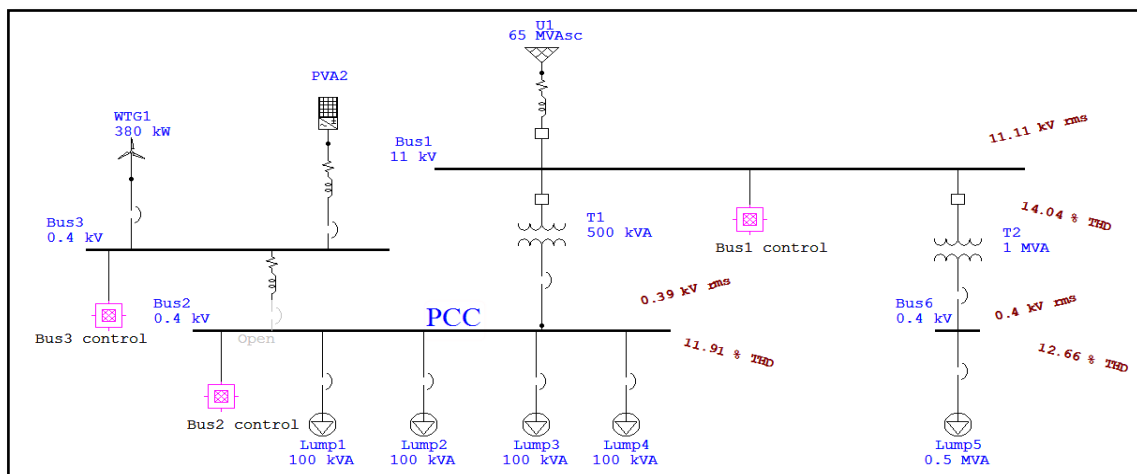 U1
65 MVAsc
PVA2
WTG1
380 kW
Bus1
11 kV
11.11 kV rms
14.04 % THD
Bus3
0.4 kV
T1
500 kVA
Bus1 control
T2
1 MVA
Bus3 control
Bus2
0.4 kV
Open
PCC
0.39 kV rms
11.91 % THD
Bus6
0.4 kV
0.4 kV rms
12.66 % THD
Bus2 control
Lump1
100 kVA
Lump2
100 kVA
Lump3
100 kVA
Lump4
100 kVA
Lump5
0.5 MVA